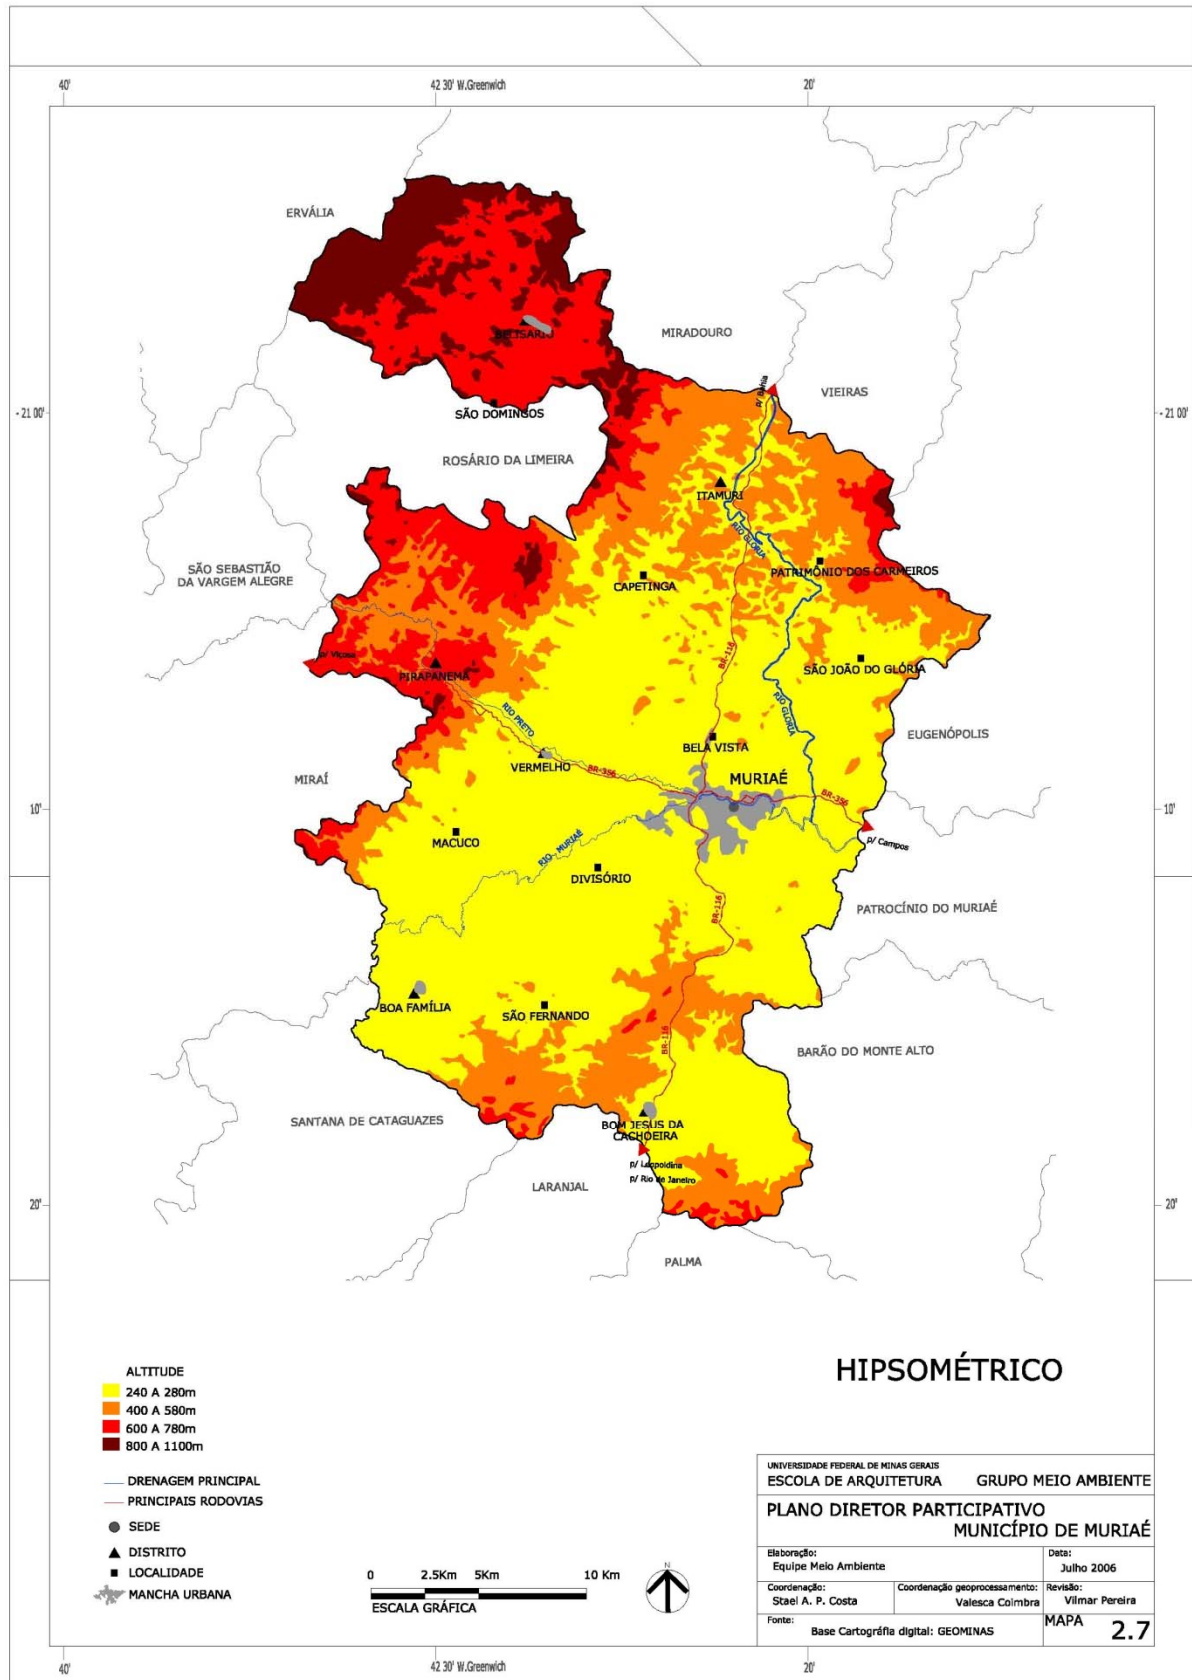 40'
42 30' W.Greenwich
20'
ERVÁLIA
BELISÁRIO
MIRADOURO
p/ Bahia
VIEIRAS
- 21 00'
- 21 00'
SÃO DOMINGOS
ROSÁRIO DA LIMEIRA
ITAMURI
RIO GLÓRIA
SÃO SEBASTIÃO
DA VARGEM ALEGRE
CAPETINGA
PATRIMÔNIO DOS CARMEIROS
p/ Viçosa
PIRAPANEMA
BR-116
SÃO JOÃO DO GLÓRIA
RIO PRETO
RIO GLÓRIA
BELA VISTA
EUGENÓPOLIS
VERMELHO
BR-356
MURIAÉ
MIRAÍ
BR-356
10'
10'
MACUCO
RIO MURIAÉ
p/ Campos
DIVISÓRIO
BR-116
PATROCÍNIO DO MURIAÉ
BOA FAMÍLIA
SÃO FERNANDO
BR-116
BARÃO DO MONTE ALTO
SANTANA DE CATAGUAZES
BOM JESUS DA
CACHOEIRA
p/ Leopoldina
p/ Rio de Janeiro
LARANJAL
20'
20'
PALMA
HIPSOMÉTRICO
ALTITUDE
240 A 280m
400 A 580m
600 A 780m
800 A 1100m
DRENAGEM PRINCIPAL
PRINCIPAIS RODOVIAS
SEDE
DISTRITO
LOCALIDADE
MANCHA URBANA
0 2.5Km 5Km 10 Km
ESCALA GRÁFICA
N
UNIVERSIDADE FEDERAL DE MINAS GERAIS
ESCOLA DE ARQUITETURA GRUPO MEIO AMBIENTE
PLANO DIRETOR PARTICIPATIVO
MUNICÍPIO DE MURIAÉ
Elaboração:
Equipe Meio Ambiente
Data:
Julho 2006
Coordenação:
Stael A. P. Costa
Coordenação geoprocessamento:
Valesca Coimbra
Revisão:
Vilmar Pereira
Fonte:
Base Cartográfia digital: GEOMINAS
MAPA 2.7
40'
42 30' W.Greenwich
20'